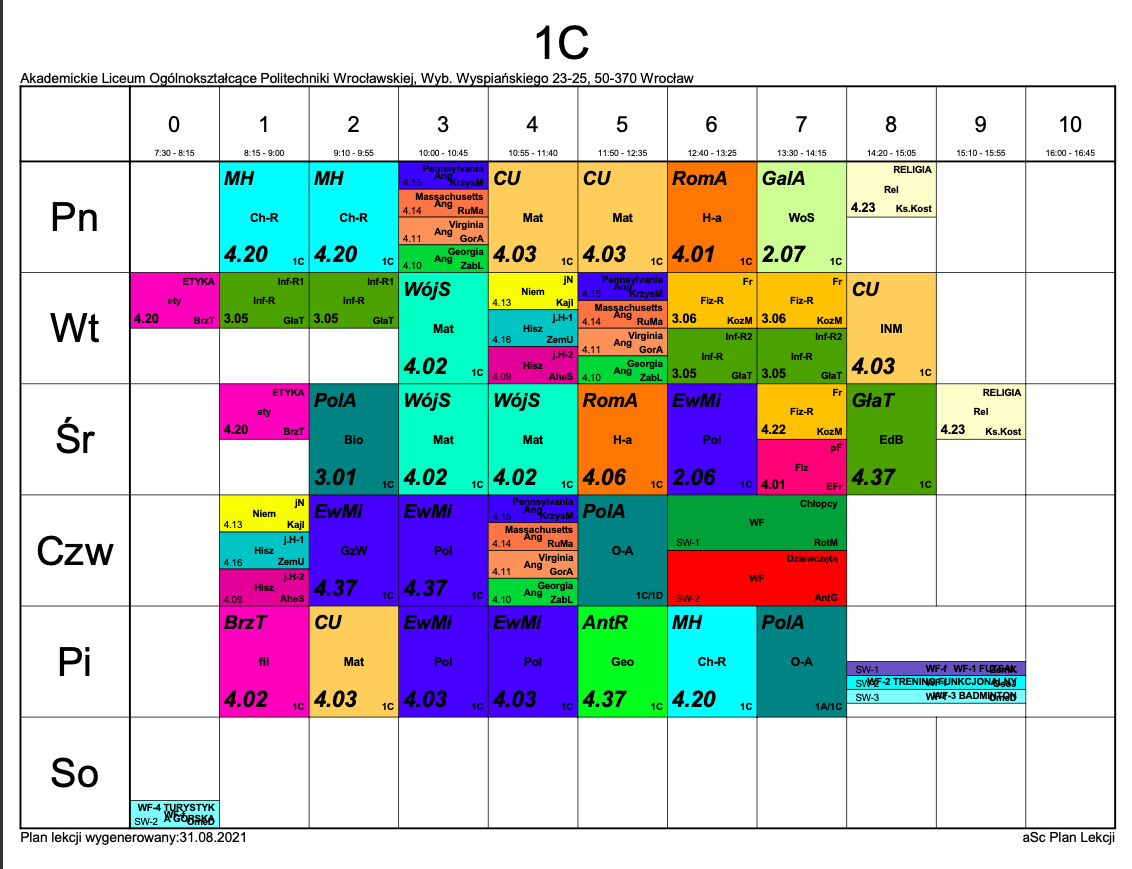 1C
Akademickie Liceum Ogólnokształcące Politechniki Wrocławskiej, Wyb. Wyspiańskiego 23-25, 50-370 Wrocław
0 1 2 3 4 5 6 7 8 9 10
7:30 - 8:15 8:15 - 9:00 9:10 - 9:55 10:00 - 10:45 10:55 - 11:40 11:50 - 12:35 12:40 - 13:25 13:30 - 14:15 14:20 - 15:05 15:10 - 15:55 16:00 - 16:45
Pn
MH
Ch-R
4.20 1C
MH
Ch-R
4.20 1C
Pennsylvania
Ang
4.15 KrzysM
Massachusetts
Ang
4.14 RuMa
Virginia
Ang
4.11 GorA
Georgia
Ang
4.10 ZabL
CU
Mat
4.03 1C
CU
Mat
4.03 1C
RomA
H-a
4.01 1C
GalA
WoS
2.07 1C
RELIGIA
Rel
4.23 Ks.Kost
Wt
ETYKA
ety
4.20 BrzT
Inf-R1
Inf-R
3.05 GłaT
Inf-R1
Inf-R
3.05 GłaT
WójS
Mat
4.02 1C
jN
Niem
4.13 KajI
j.H-1
Hisz
4.16 ZemU
j.H-2
Hisz
4.09 AheS
Pennsylvania
Ang
4.15 KrzysM
Massachusetts
Ang
4.14 RuMa
Virginia
Ang
4.11 GorA
Georgia
Ang
4.10 ZabL
Fr
Fiz-R
3.06 KozM
Inf-R2
Inf-R
3.05 GłaT
Fr
Fiz-R
3.06 KozM
Inf-R2
Inf-R
3.05 GłaT
CU
INM
4.03 1C
Śr
ETYKA
ety
4.20 BrzT
PolA
Bio
3.01 1C
WójS
Mat
4.02 1C
WójS
Mat
4.02 1C
RomA
H-a
4.06 1C
EwMi
Pol
2.06 1C
Fr
Fiz-R
4.22 KozM
pF
Fiz
4.01 EFr
GłaT
EdB
4.37 1C
RELIGIA
Rel
4.23 Ks.Kost
Czw
jN
Niem
4.13 KajI
j.H-1
Hisz
4.16 ZemU
j.H-2
Hisz
4.09 AheS
EwMi
GzW
4.37 1C
EwMi
Pol
4.37 1C
Pennsylvania
Ang
4.15 KrzysM
Massachusetts
Ang
4.14 RuMa
Virginia
Ang
4.11 GorA
Georgia
Ang
4.10 ZabL
PolA
O-A
1C/1D
Chłopcy
WF
SW-1 RotM
Dziewczęta
WF
SW-2 AntG
Pi
BrzT
fil
4.02 1C
CU
Mat
4.03 1C
EwMi
Pol
4.03 1C
EwMi
Pol
4.03 1C
AntR
Geo
4.37 1C
MH
Ch-R
4.20 1C
PolA
O-A
1A/1C
SW-1 WF-f WF-1 FUTSAK
WF-2 TRENING FUNKCJONALNY
SW-3 WF-3 BADMINTON
So
WF-4 TURYSTYK
A GÓRSKA
SW-2 OmeD
Plan lekcji wygenerowany:31.08.2021
aSc Plan Lekcji